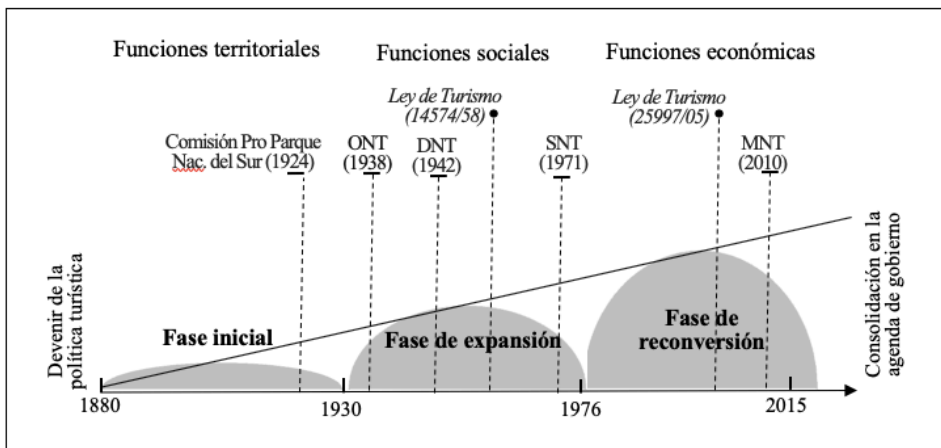 Funciones territoriales
Funciones sociales
Funciones económicas
Ley de Turismo
(14574/58)
Ley de Turismo
(25997/05)
Comisión Pro Parque
Nac. del Sur (1924)
ONT
(1938)
DNT
(1942)
SNT
(1971)
MNT
(2010)
Devenir de la
política turística
Fase inicial
Fase de expansión
Fase de
reconversión
Consolidación en la
agenda de gobierno
1880
1930
1976
2015